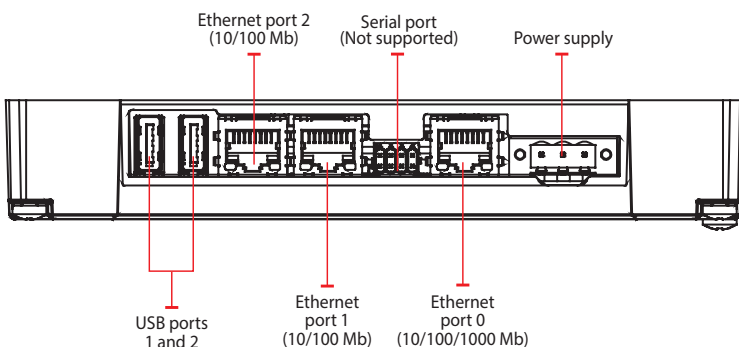 Ethernet port 2
(10/100 Mb)
Serial port
(Not supported)
Power supply
USB ports
1 and 2
Ethernet
port 1
(10/100 Mb)
Ethernet
port 0
(10/100/1000 Mb)